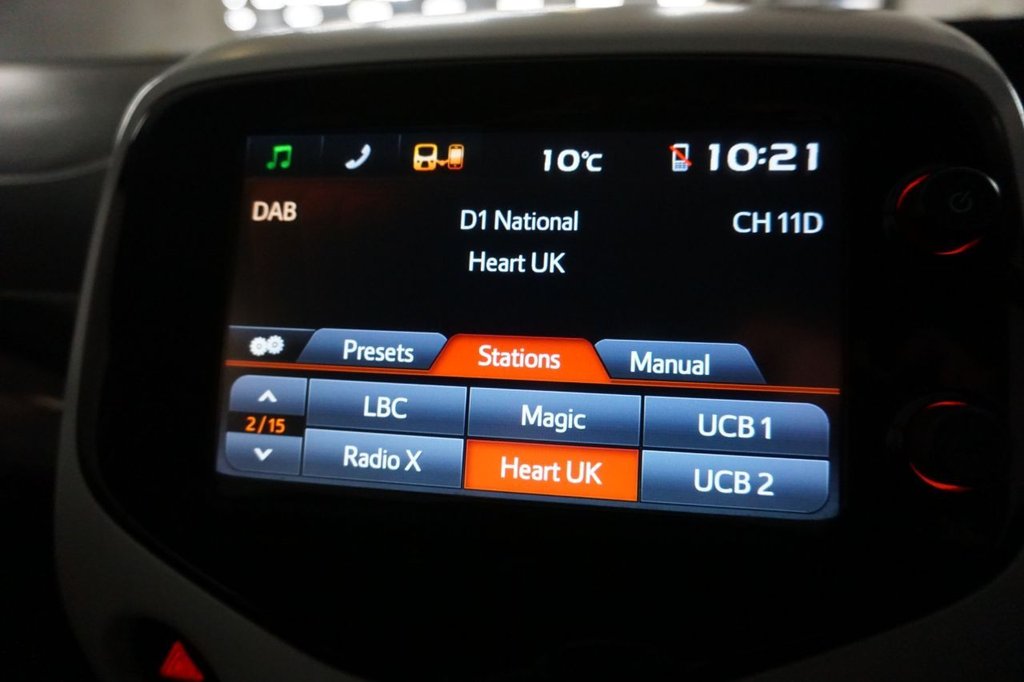 10°C 10:21
DAB D1 National CH 11D
Heart UK
Presets Stations Manual
LBC Magic UCB 1
2/15
Radio X Heart UK UCB 2